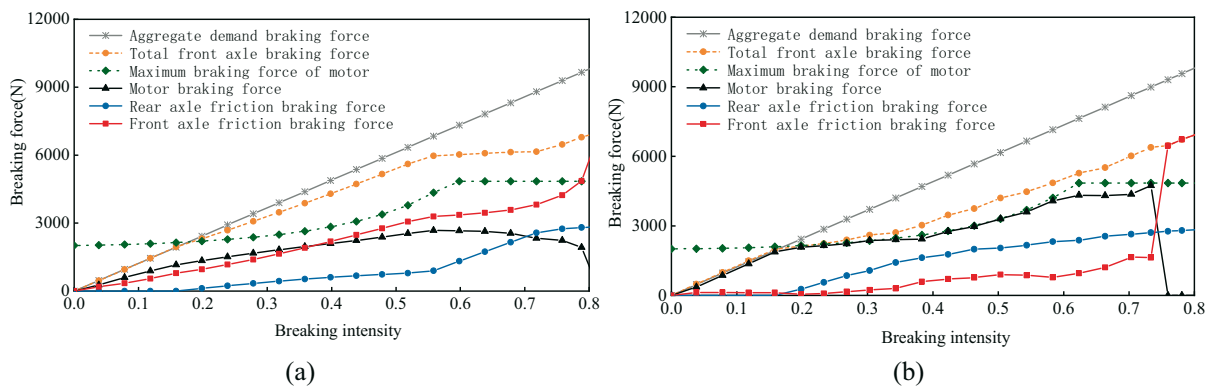 12000
Aggregate demand braking force
Total front axle braking force
Maximum braking force of motor
Motor braking force
Rear axle friction braking force
Front axle friction braking force
9000
6000
3000
0
Breaking force(N)
0.0 0.1 0.2 0.3 0.4 0.5 0.6 0.7 0.8
Breaking intensity
(a)
12000
Aggregate demand braking force
Total front axle braking force
Maximum braking force of motor
Motor braking force
Rear axle friction braking force
Front axle friction braking force
9000
6000
3000
0
Breaking force(N)
0.0 0.1 0.2 0.3 0.4 0.5 0.6 0.7 0.8
Breaking intensity
(b)